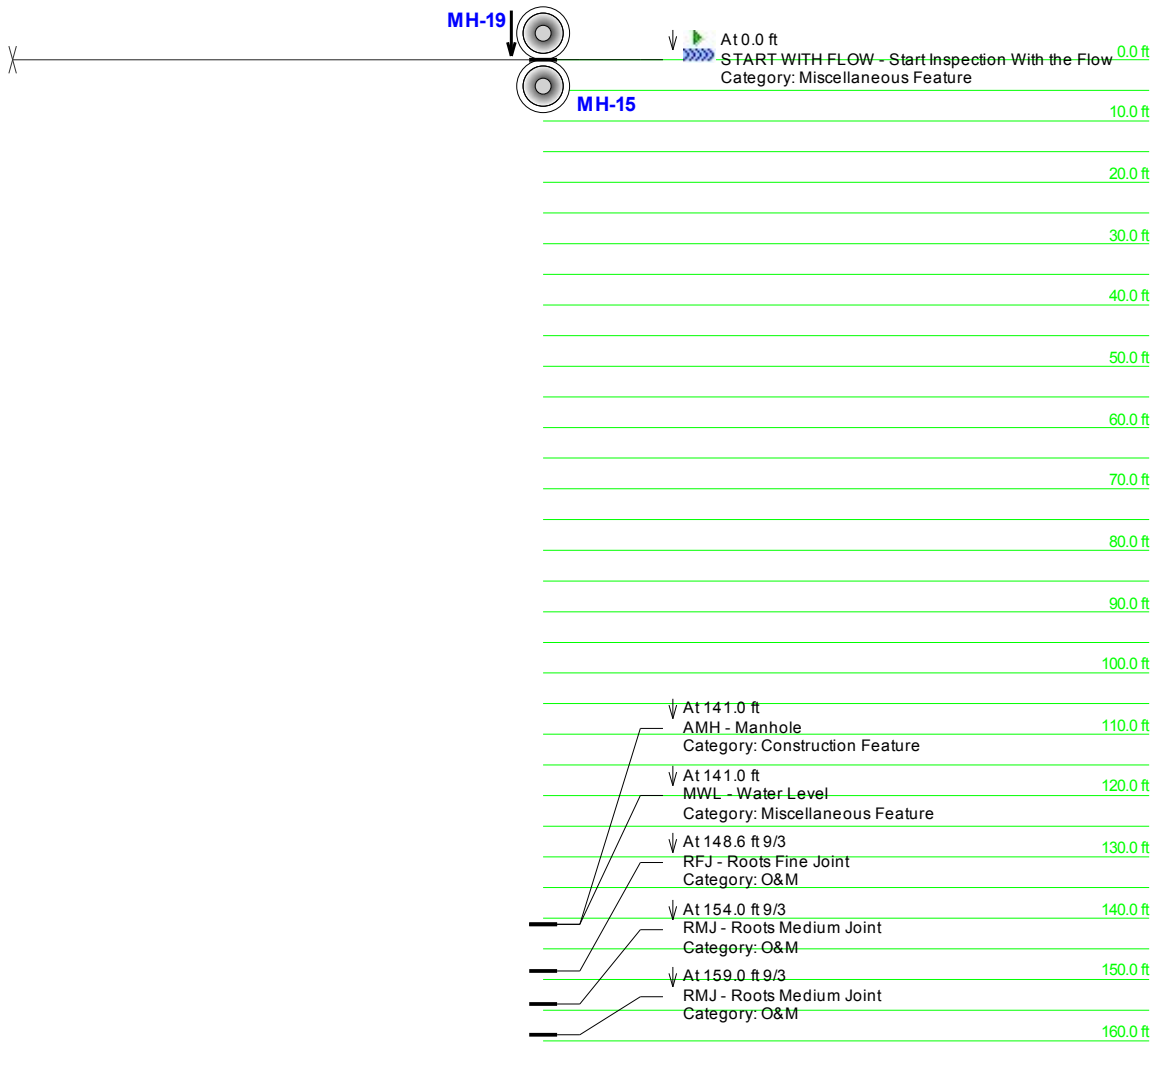 MH-19
At 0.0 ft
0.0 ft
START WITH FLOW - Start Inspection With the Flow
Category: Miscellaneous Feature
MH-15
10.0 ft
20.0 ft
30.0 ft
40.0 ft
50.0 ft
60.0 ft
70.0 ft
80.0 ft
90.0 ft
100.0 ft
At 141.0 ft
AMH - Manhole
110.0 ft
Category: Construction Feature
At 141.0 ft
120.0 ft
MWL - Water Level
Category: Miscellaneous Feature
At 148.6 ft 9/3
130.0 ft
RFJ - Roots Fine Joint
Category: O&M
At 154.0 ft 9/3
140.0 ft
RMJ - Roots Medium Joint
Category: O&M
At 159.0 ft 9/3
150.0 ft
RMJ - Roots Medium Joint
Category: O&M
160.0 ft